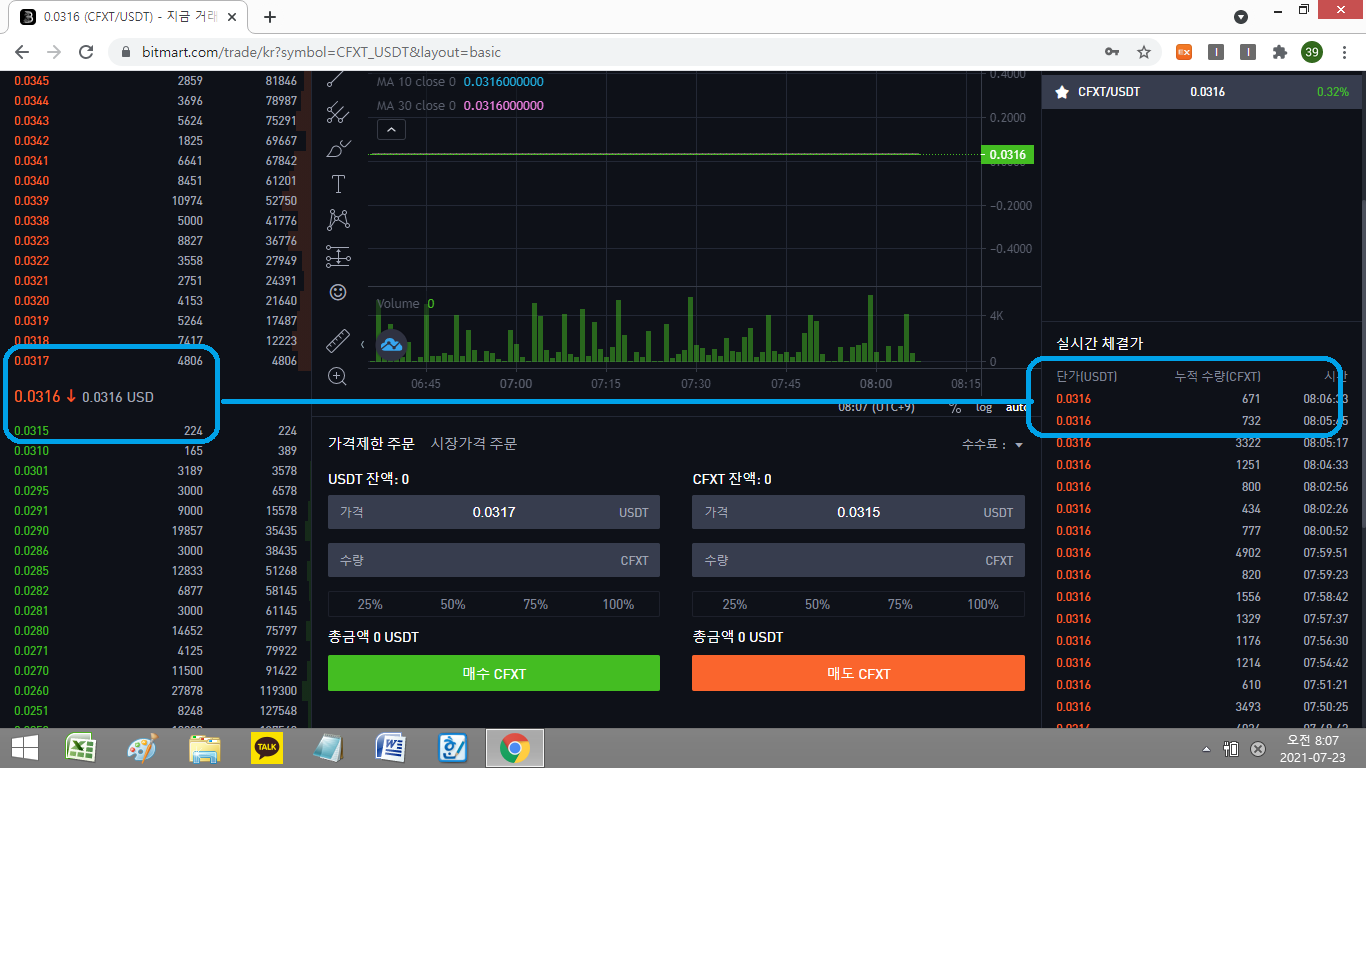 0.0316 (CFXT/USDT) - 지금 거래
bitmart.com/trade/kr?symbol=CFXT_USDT&layout=basic
39
0.0345 2859 81846
0.0344 3696 78987
0.0343 5624 75291
0.0342 1825 69667
0.0341 6641 67842
0.0340 8451 61201
0.0339 10974 52750
0.0338 5000 41776
0.0323 8827 36776
0.0322 3558 27949
0.0321 2751 24391
0.0320 4153 21640
0.0319 5264 17487
0.0318 7417 12223
0.0317 4806 4806
0.0316 ↓ 0.0316 USD
0.0315 224 224
0.0310 165 389
0.0301 3189 3578
0.0295 3000 6578
0.0291 9000 15578
0.0290 19857 35435
0.0286 3000 38435
0.0285 12833 51268
0.0282 6877 58145
0.0281 3000 61145
0.0280 14652 75797
0.0271 4125 79922
0.0270 11500 91422
0.0260 27878 119300
0.0251 8248 127548
MA 10 close 0 0.0316000000
MA 30 close 0 0.0316000000
0.4000
0.2000
0.0316
−0.2000
−0.4000
Volume 0
4K
0
06:45 07:00 07:15 07:30 07:45 08:00 08:15
08:07 (UTC+9) % log auto
가격제한 주문 시장가격 주문 수수료 :
USDT 잔액: 0
가격 0.0317 USDT
수량 CFXT
25% 50% 75% 100%
총금액 0 USDT
매수 CFXT
CFXT 잔액: 0
가격 0.0315 USDT
수량 CFXT
25% 50% 75% 100%
총금액 0 USDT
매도 CFXT
CFXT/USDT 0.0316 0.32%
실시간 체결가
단가(USDT) 누적 수량(CFXT) 시간
0.0316 671 08:06:33
0.0316 732 08:05:45
0.0316 3322 08:05:17
0.0316 1251 08:04:33
0.0316 800 08:02:56
0.0316 434 08:02:26
0.0316 777 08:00:52
0.0316 4902 07:59:51
0.0316 820 07:59:23
0.0316 1556 07:58:42
0.0316 1329 07:57:37
0.0316 1176 07:56:30
0.0316 1214 07:54:42
0.0316 610 07:51:21
0.0316 3493 07:50:25
TALK
오전 8:07
2021-07-23